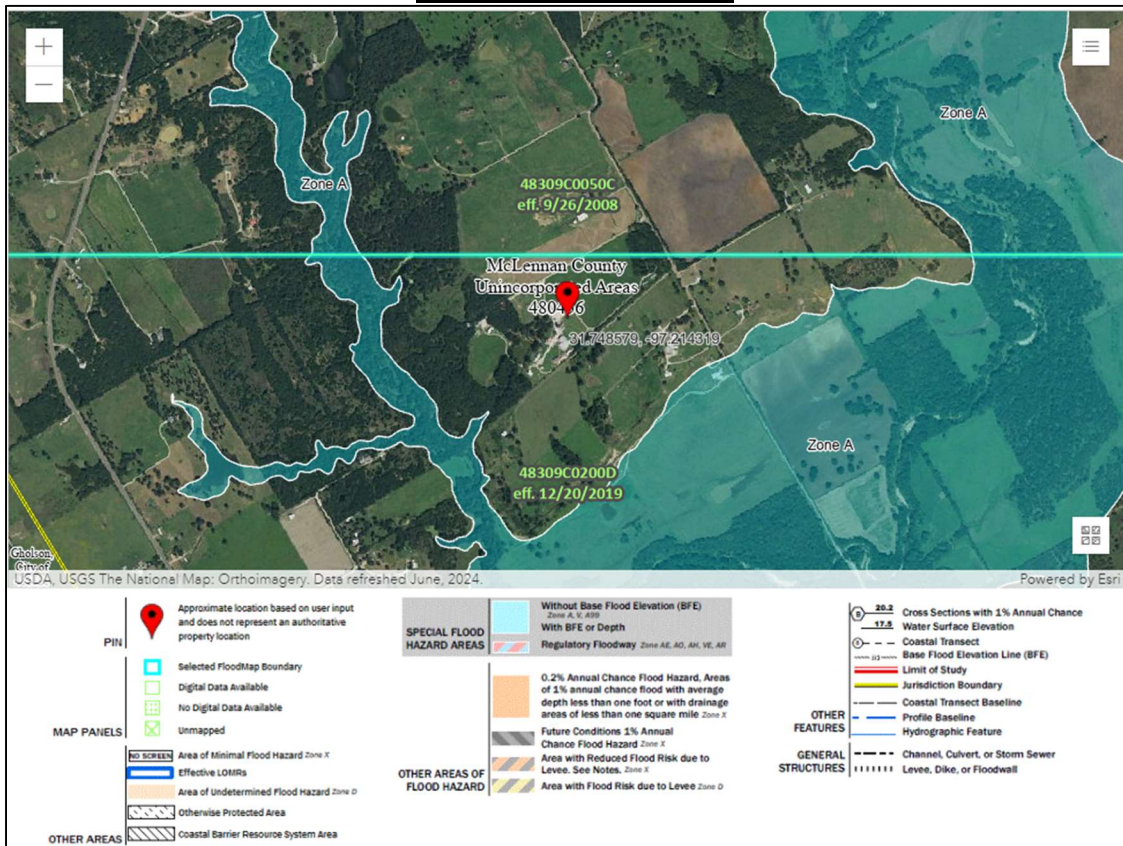 +
−
Zone A
Zone A
48309C0050C
eff. 9/26/2008
McLennan County
Unincorporated Areas
31.748579, -97.214319
Zone A
48309C0200D
eff. 12/20/2019
Gholson,
City of
USDA, USGS The National Map: Orthoimagery. Data refreshed June, 2024.
Powered by Esri
PIN
Approximate location based on user input
and does not represent an authoritative
property location
MAP PANELS
Selected FloodMap Boundary
Digital Data Available
No Digital Data Available
Unmapped
OTHER AREAS
NO SCREEN Area of Minimal Flood Hazard Zone X
Effective LOMRs
Area of Undetermined Flood Hazard Zone D
Otherwise Protected Area
Coastal Barrier Resource System Area
SPECIAL FLOOD
HAZARD AREAS
Without Base Flood Elevation (BFE)
Zone A, V, A99
With BFE or Depth
Regulatory Floodway Zone AE, AO, AH, VE, AR
OTHER AREAS OF
FLOOD HAZARD
0.2% Annual Chance Flood Hazard, Areas
of 1% annual chance flood with average
depth less than one foot or with drainage
areas of less than one square mile Zone X
Future Conditions 1% Annual
Chance Flood Hazard Zone X
Area with Reduced Flood Risk due to
Levee. See Notes. Zone X
Area with Flood Risk due to Levee Zone D
OTHER
FEATURES
20.2 Cross Sections with 1% Annual Chance
17.5 Water Surface Elevation
Coastal Transect
Base Flood Elevation Line (BFE)
Limit of Study
Jurisdiction Boundary
Coastal Transect Baseline
Profile Baseline
Hydrographic Feature
GENERAL
STRUCTURES
Channel, Culvert, or Storm Sewer
Levee, Dike, or Floodwall